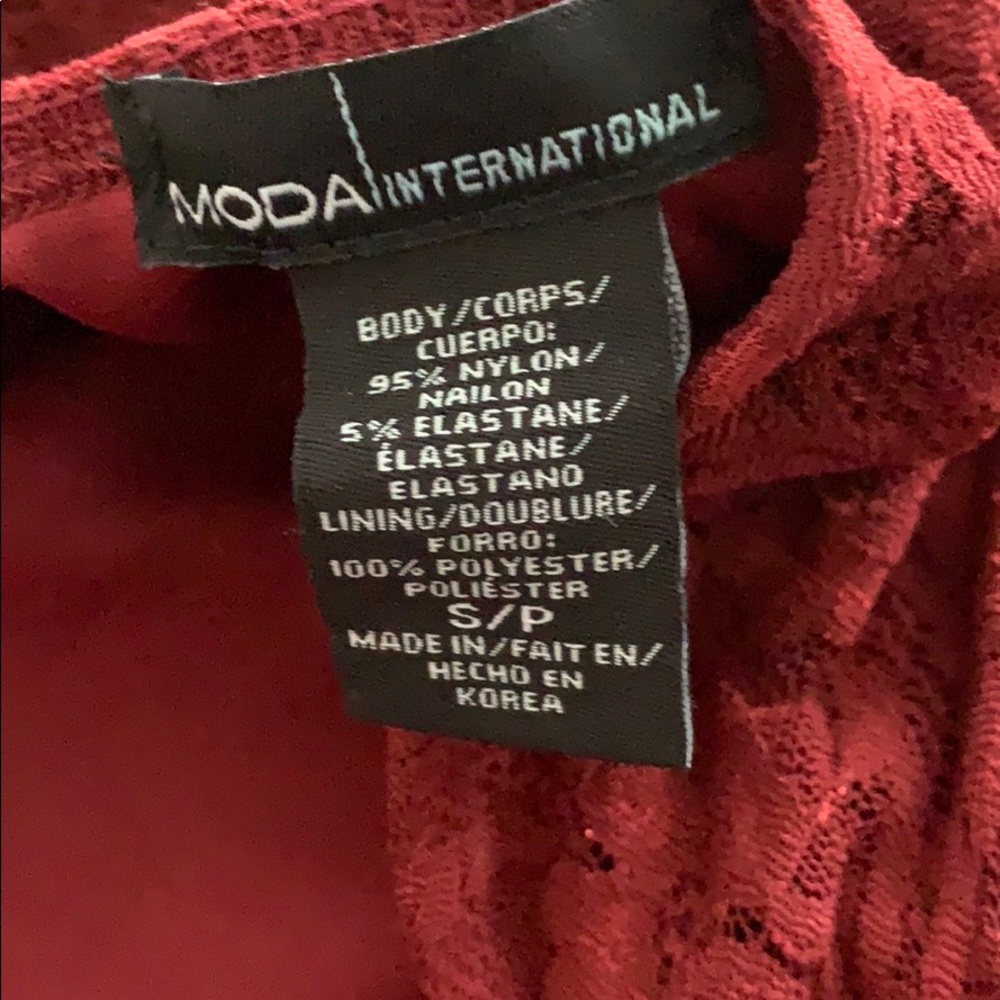 MODA INTERNATIONAL
BODY/CORPS/
CUERPO:
95% NYLON/
NAILON
5% ELASTANE/
ÉLASTANE/
ELASTANO
LINING/DOUBLURE/
FORRO:
100% POLYESTER/
POLIÉSTER
S/P
MADE IN/FAIT EN/
HECHO EN
KOREA